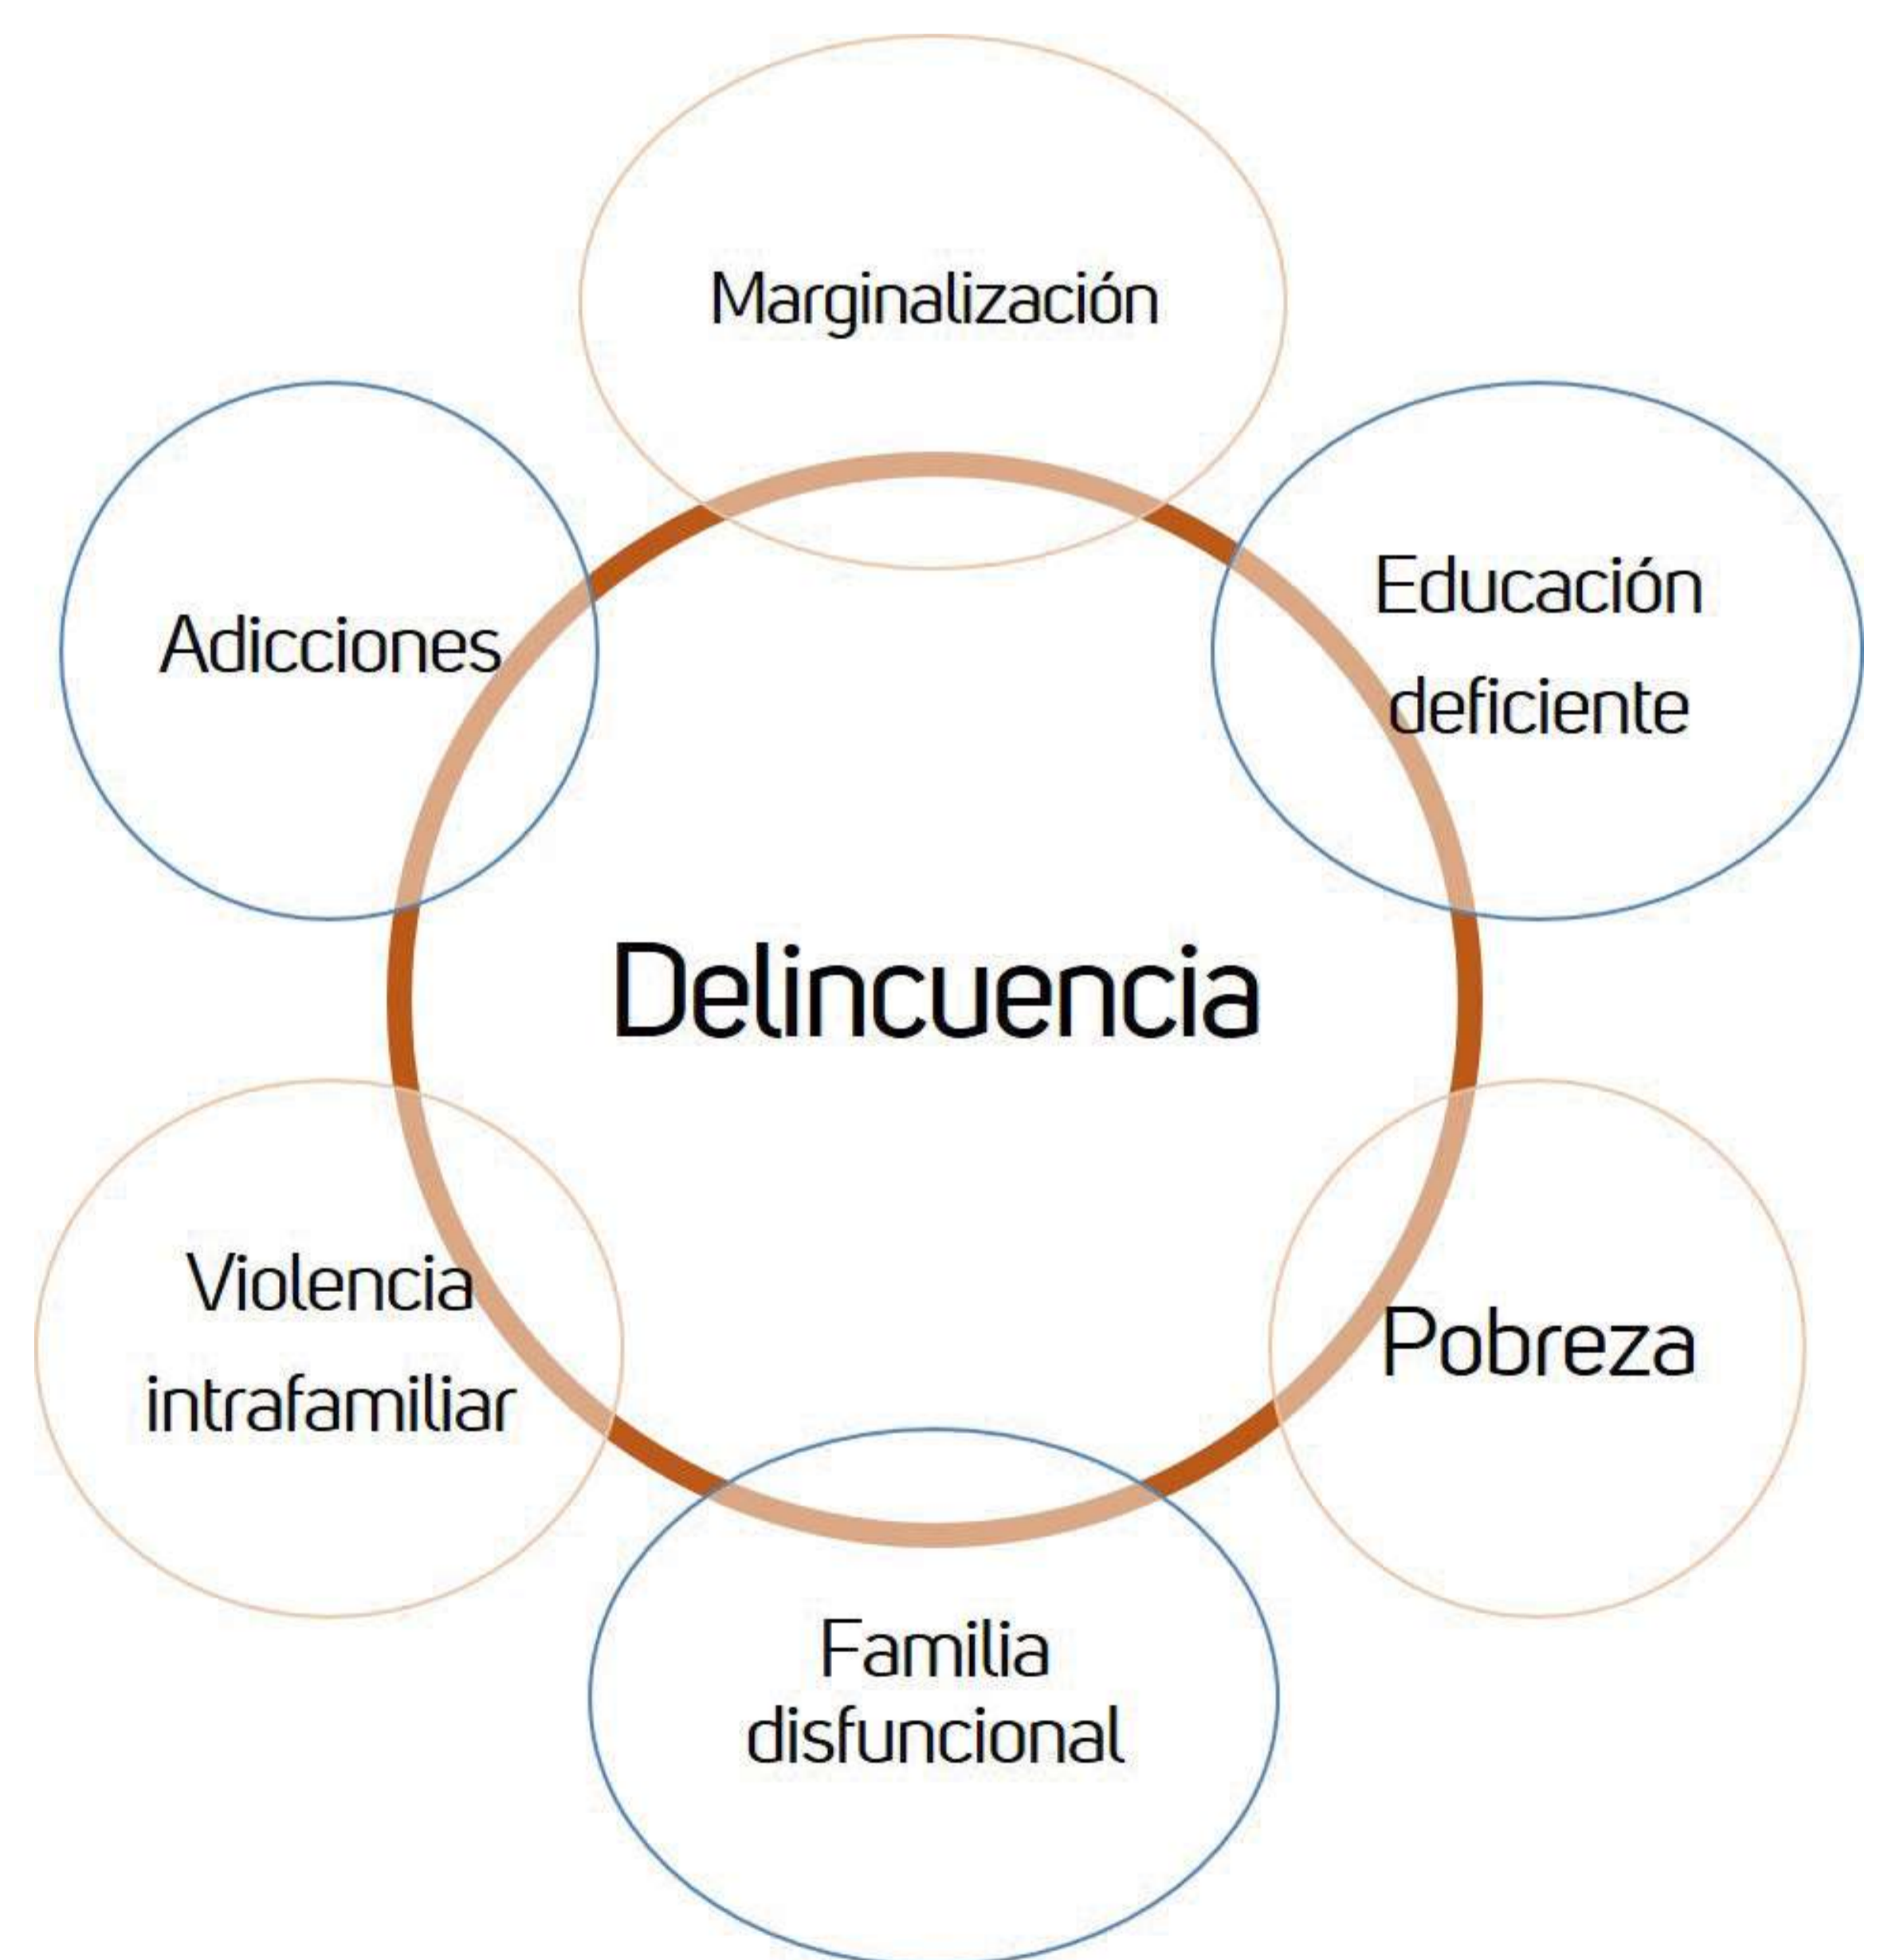 Marginalización
Educación
deficiente
Adicciones
Delincuencia
Violencia
intrafamiliar
Pobreza
Familia
disfuncional